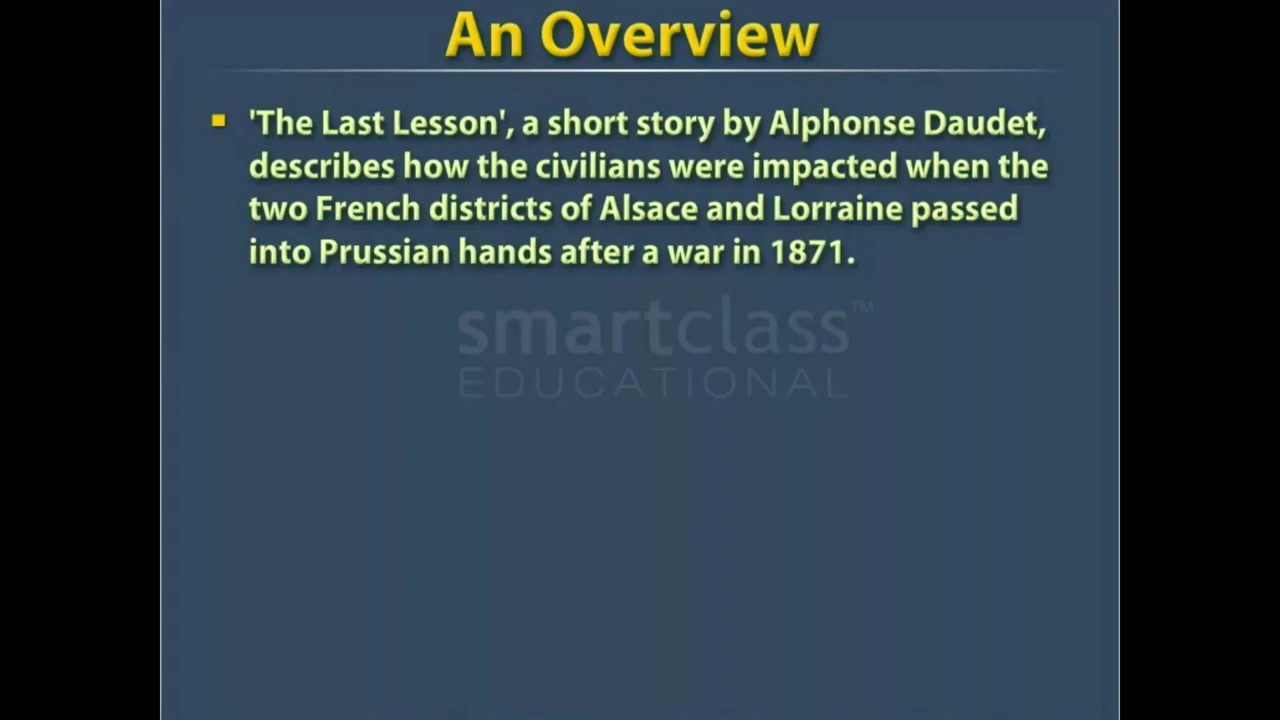 An Overview
'The Last Lesson', a short story by Alphonse Daudet,
describes how the civilians were impacted when the
two French districts of Alsace and Lorraine passed
into Prussian hands after a war in 1871.
smartclass™
EDUCATIONAL